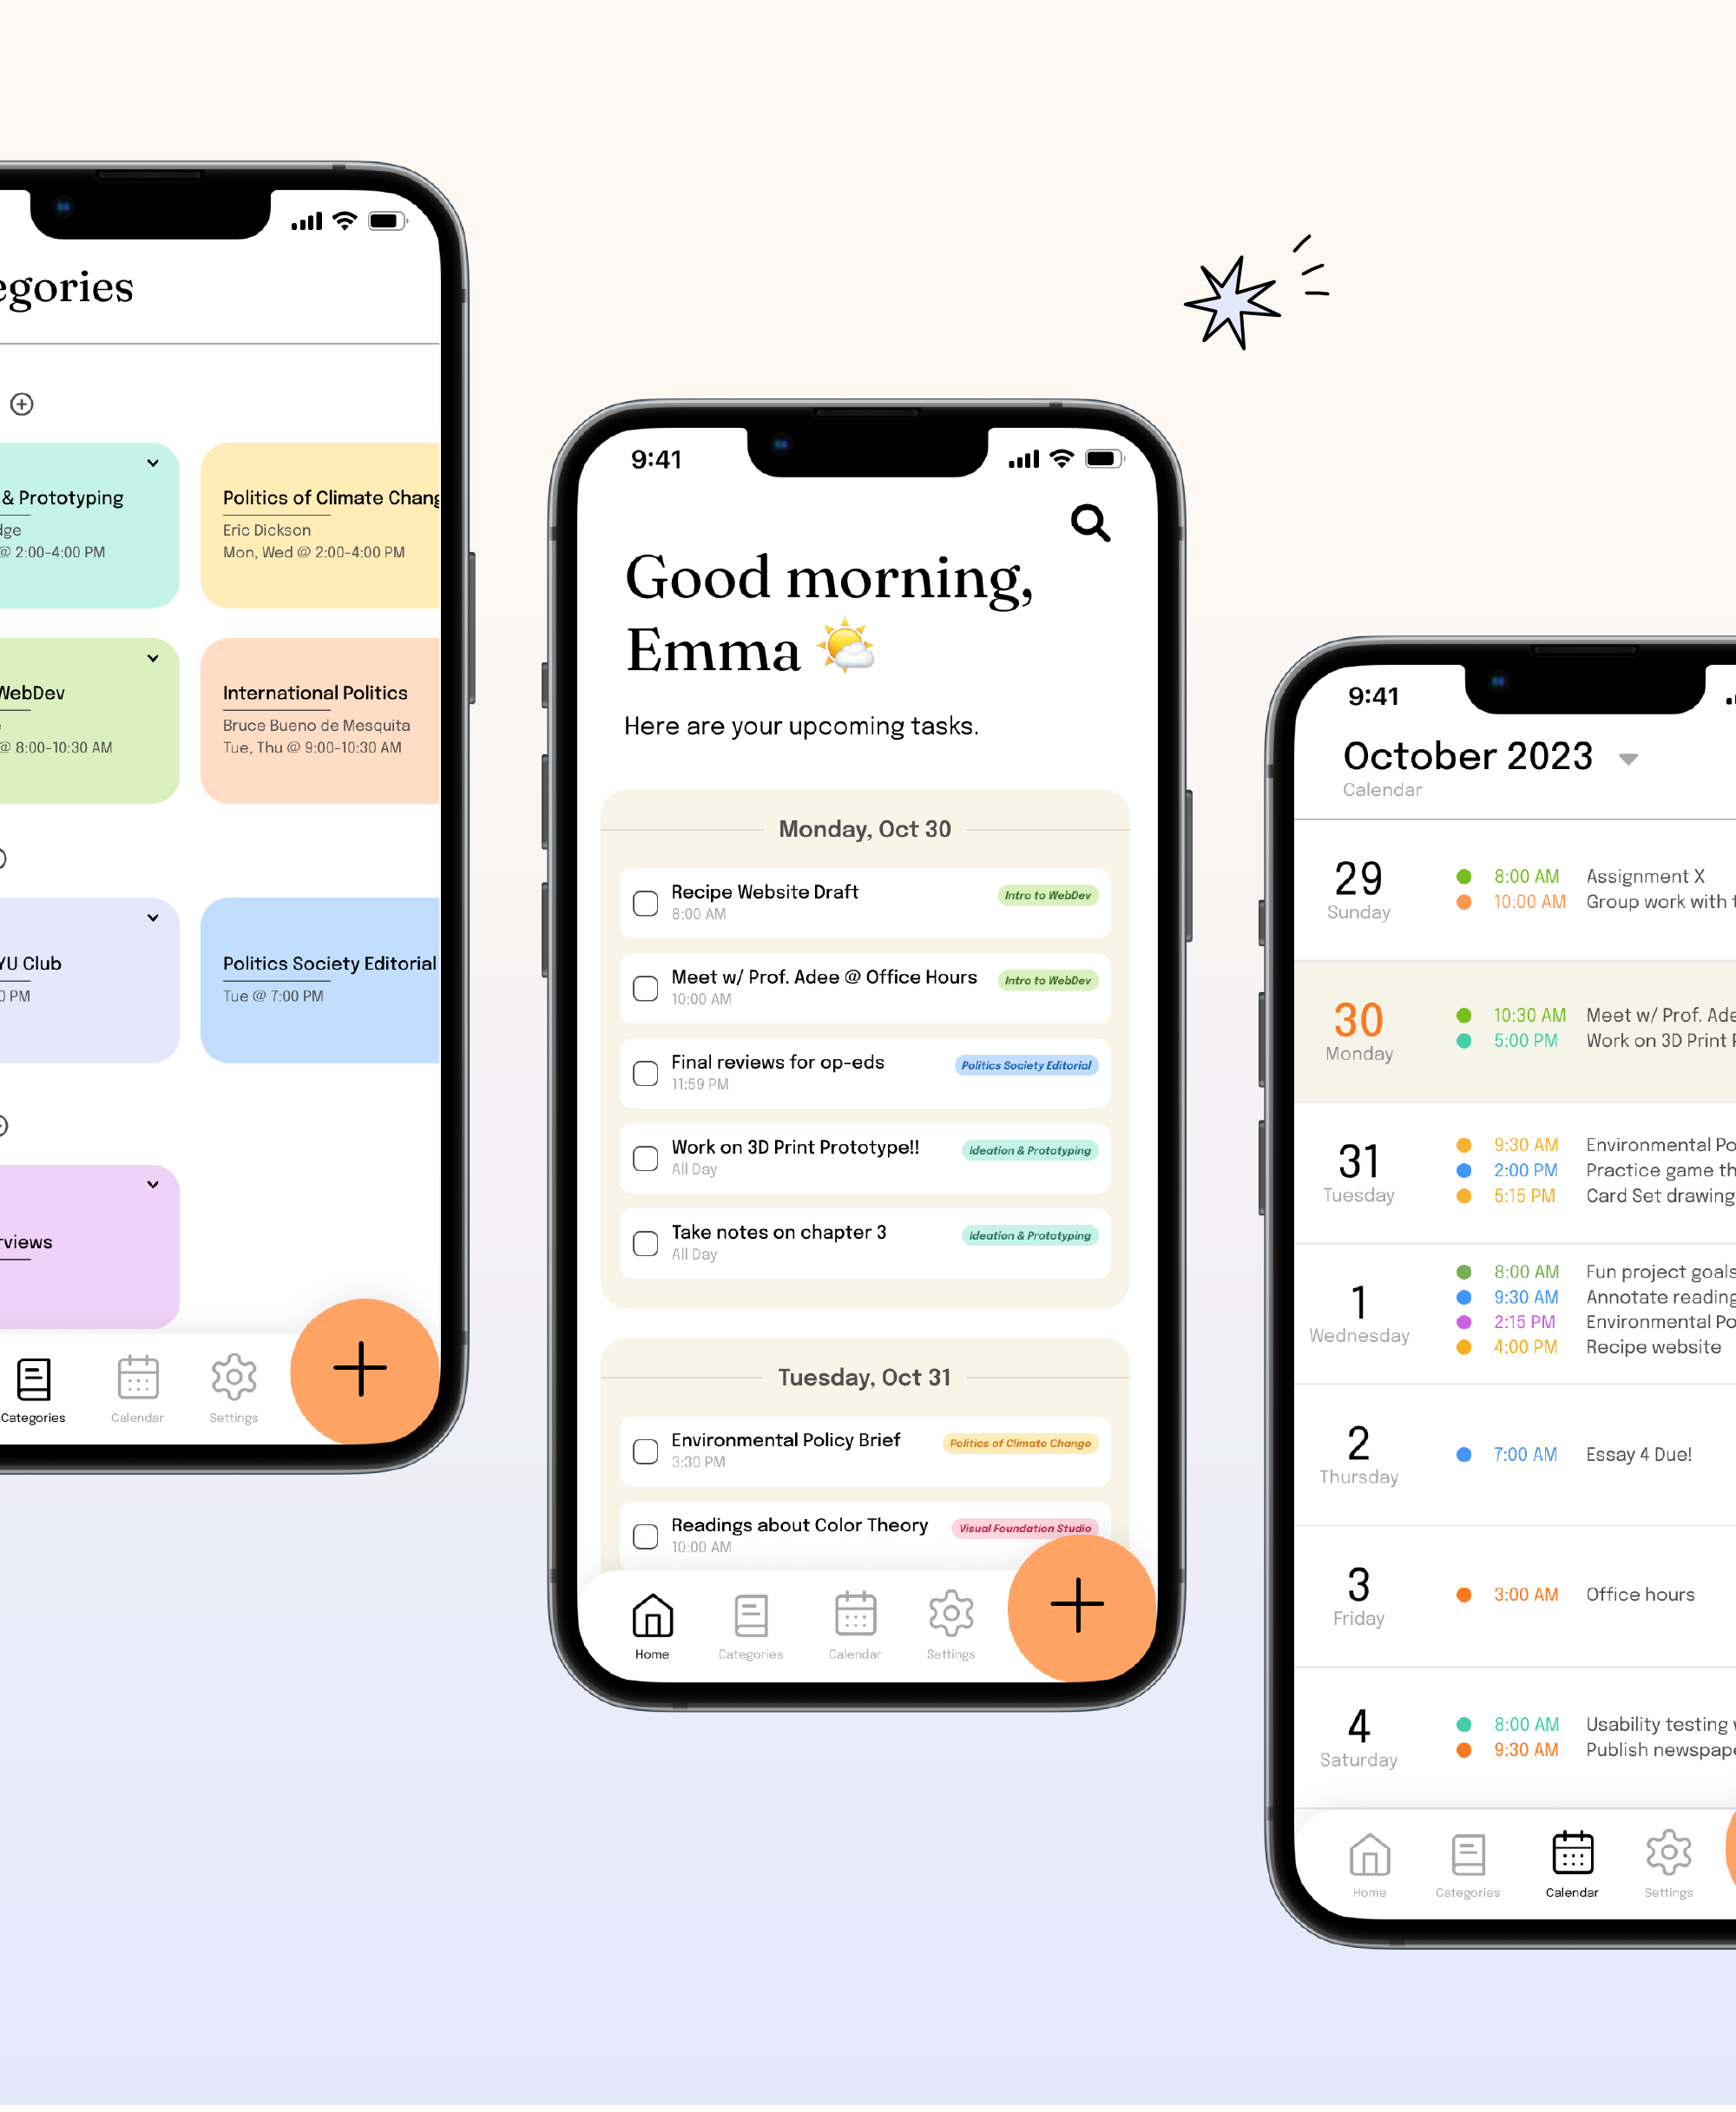 egories
& Prototyping
@ 2:00-4:00 PM
Politics of Climate Chang
Eric Dickson
Mon, Wed @ 2:00-4:00 PM
WebDev
@ 8:00-10:30 AM
International Politics
Bruce Bueno de Mesquita
Tue, Thu @ 9:00-10:30 AM
YU Club
PM
Politics Society Editorial
Tue @ 7:00 PM
rviews
Categories
Calendar
Settings
9:41
Good morning,
Emma
Here are your upcoming tasks.
Monday, Oct 30
Recipe Website Draft
Intro to WebDev
8:00 AM
Meet w/ Prof. Adee @ Office Hours
Intro to WebDev
10:00 AM
Final reviews for op-eds
Politics Society Editorial
11:59 PM
Work on 3D Print Prototype!!
Ideation & Prototyping
All Day
Take notes on chapter 3
Ideation & Prototyping
All Day
Tuesday, Oct 31
Environmental Policy Brief
Politics of Climate Change
3:30 PM
Readings about Color Theory
Visual Foundation Studio
10:00 AM
Home
Categories
Calendar
Settings
9:41
October 2023
Calendar
29
Sunday
8:00 AM Assignment X
10:00 AM Group work with t
30
Monday
10:30 AM Meet w/ Prof. Ade
5:00 PM Work on 3D Print
31
Tuesday
9:30 AM Environmental Po
2:00 PM Practice game th
5:15 PM Card Set drawing
1
Wednesday
8:00 AM Fun project goals
9:30 AM Annotate reading
2:15 PM Environmental Po
4:00 PM Recipe website
2
Thursday
7:00 AM Essay 4 Due!
3
Friday
3:00 AM Office hours
4
Saturday
8:00 AM Usability testing
9:30 AM Publish newspape
Home
Categories
Calendar
Settings